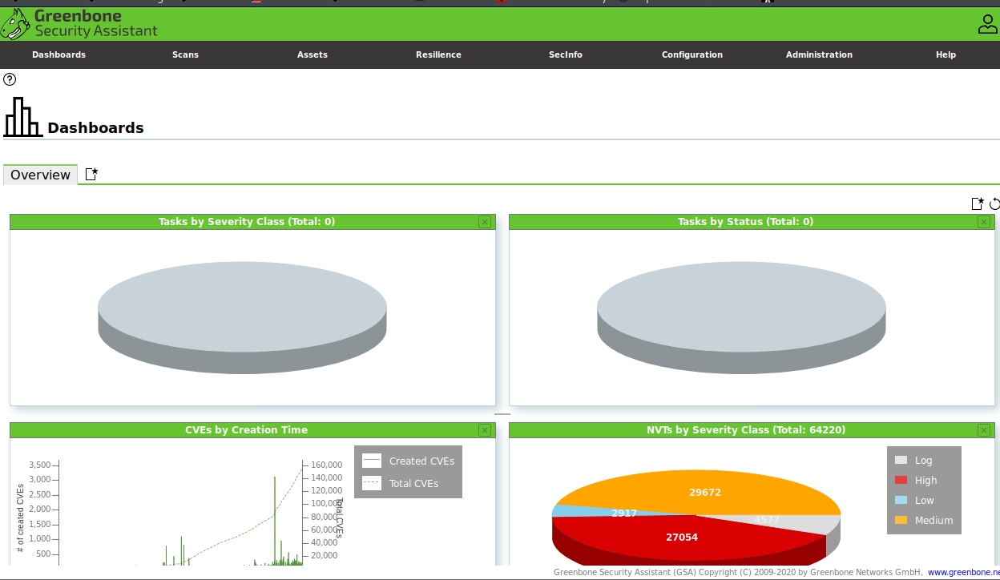 Greenbone
Security Assistant
Dashboards Scans Assets Resilience SecInfo Configuration Administration Help
Dashboards
Overview
Tasks by Severity Class (Total: 0)
Tasks by Status (Total: 0)
CVEs by Creation Time
# of created CVEs
3,500
3,000
2,500
2,000
1,500
1,000
500
160,000
140,000
120,000
100,000
80,000
60,000
40,000
20,000
Total CVEs
Created CVEs
Total CVEs
NVTs by Severity Class (Total: 64220)
29672
2917
4577
27054
Log
High
Low
Medium
Greenbone Security Assistant (GSA) Copyright (C) 2009-2020 by Greenbone Networks GmbH, www.greenbone.ne